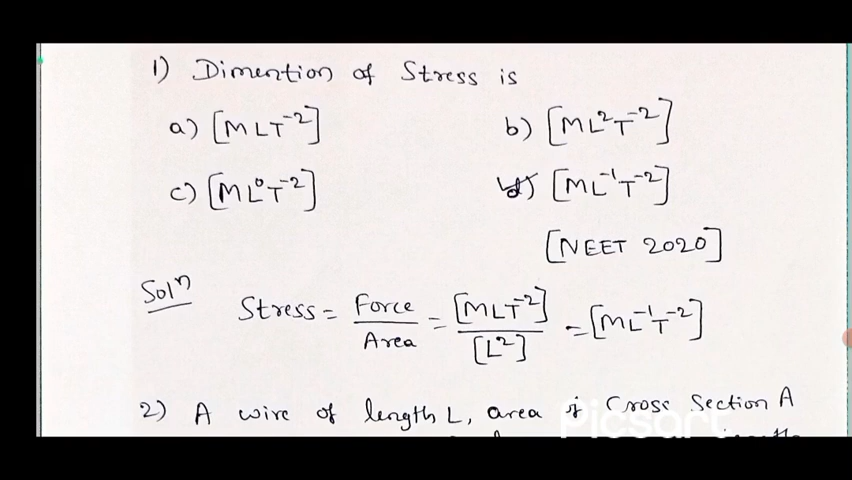 1) Dimention of Stress is
a) [MLT⁻²] b) [ML²T⁻²]
c) [ML⁰T⁻²] d) [ML⁻¹T⁻²]
[NEET 2020]
Solⁿ
Stress = Force/Area = [MLT⁻²]/[L²] = [ML⁻¹T⁻²]
2) A wire of length L, area of Cross Section A
Picsart